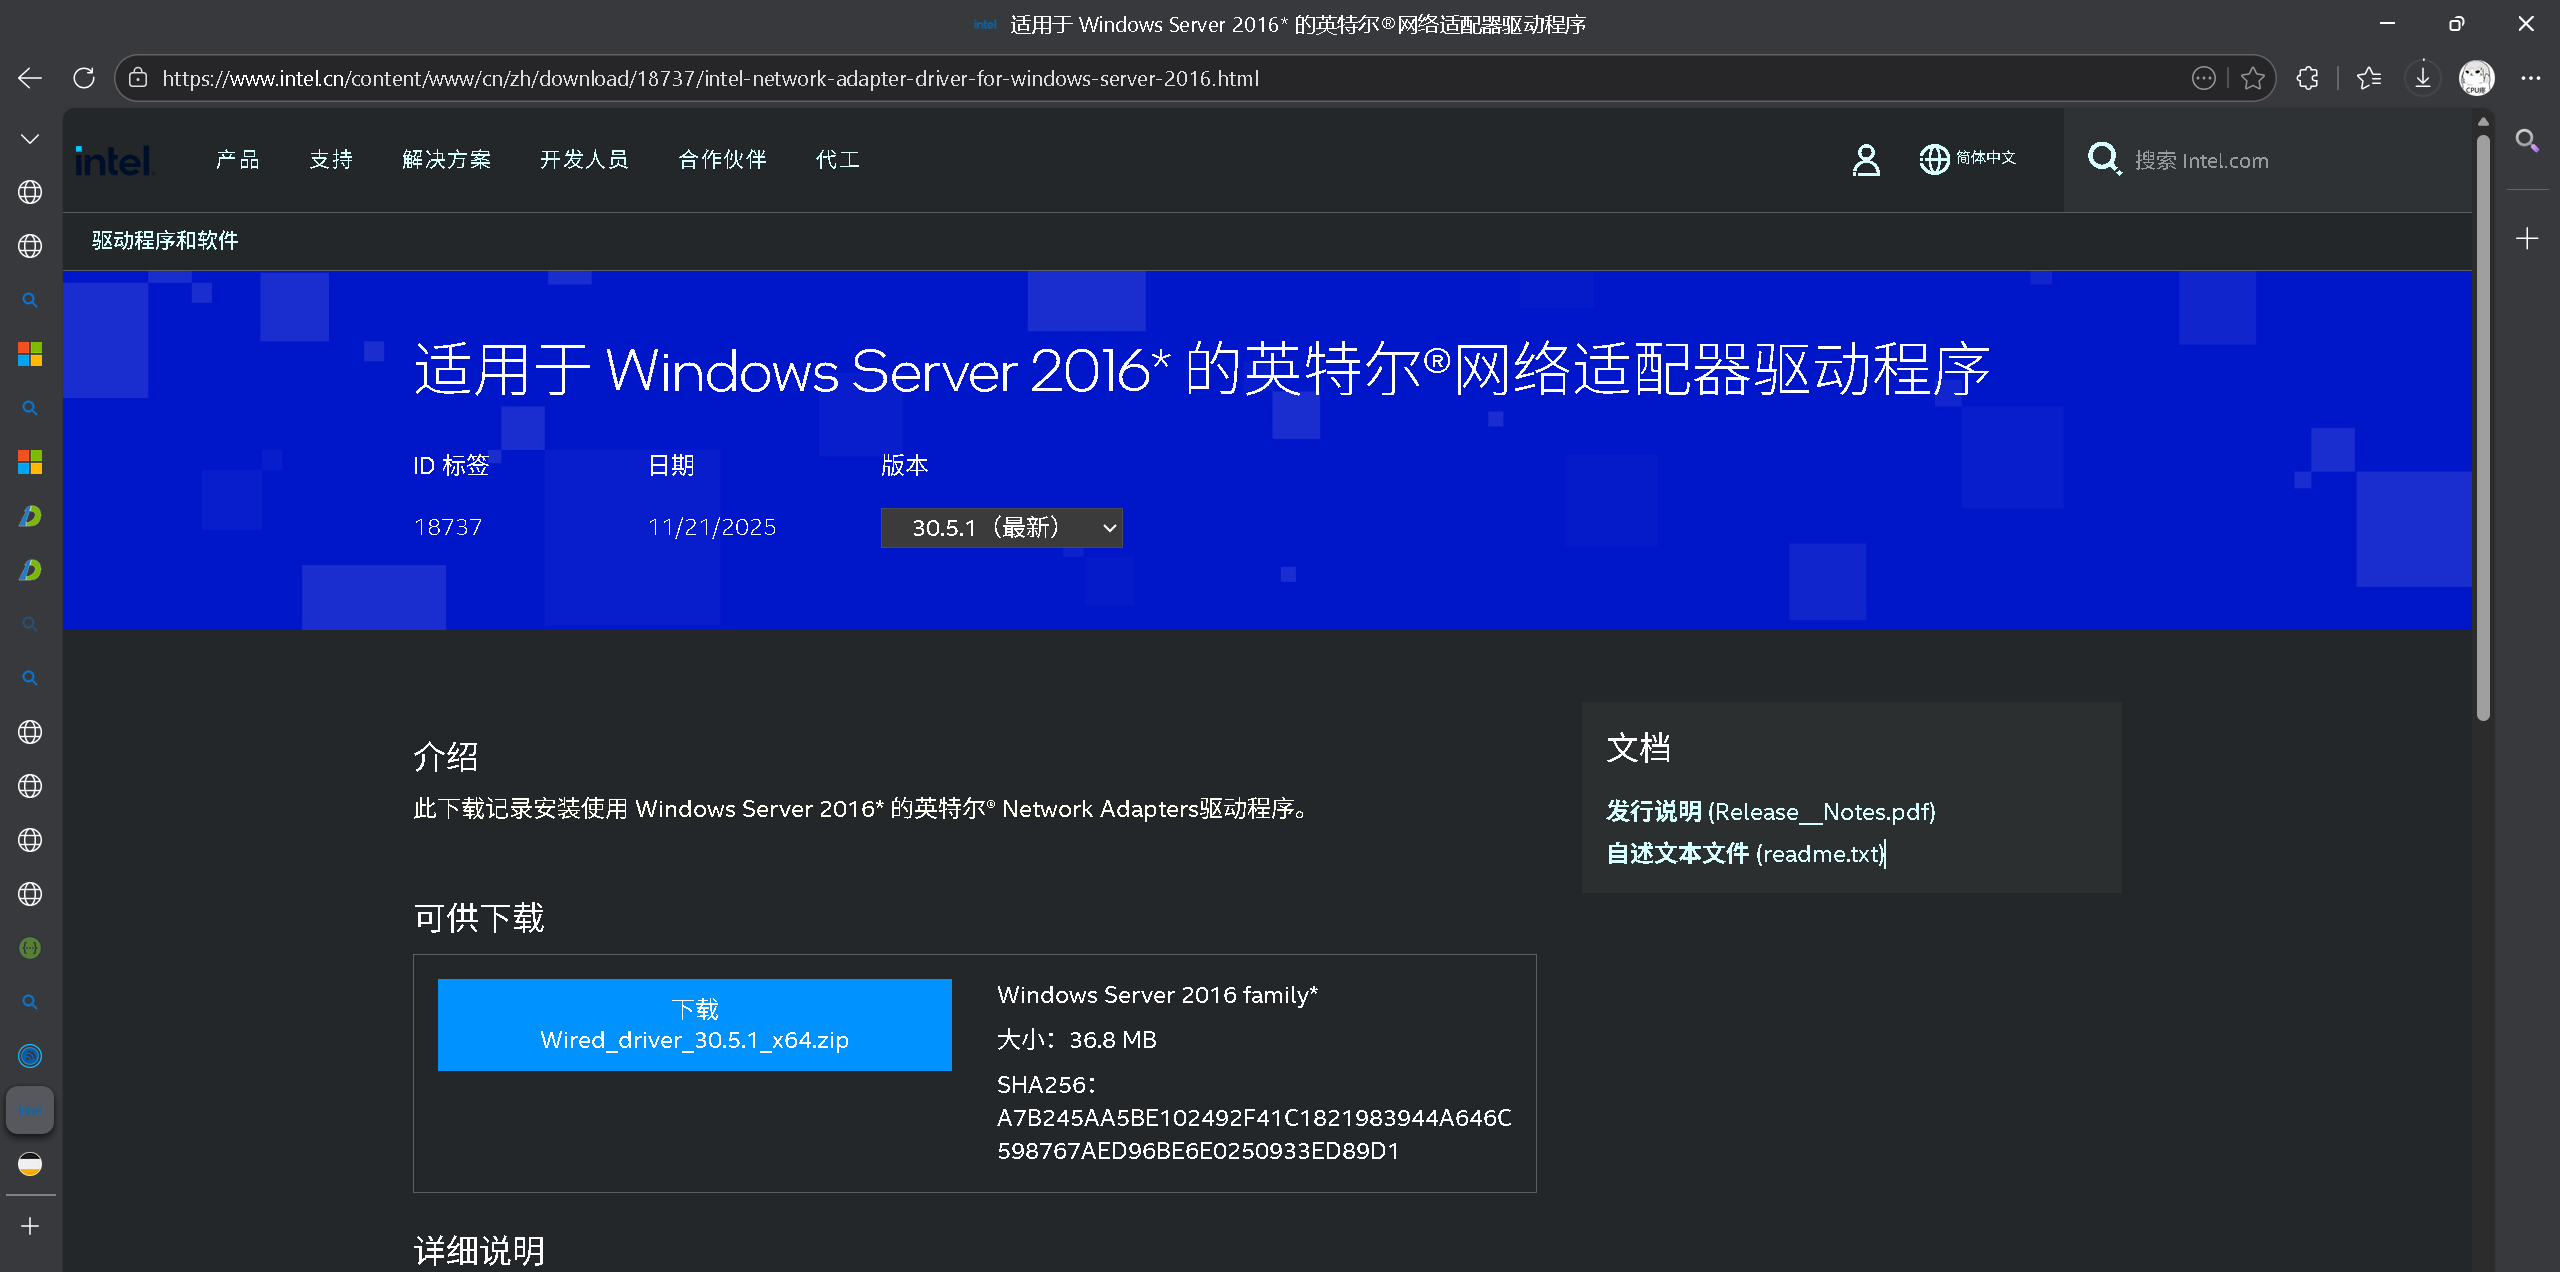 intel 适用于 Windows Server 2016* 的英特尔®网络适配器驱动程序
https://www.intel.cn/content/www/cn/zh/download/18737/intel-network-adapter-driver-for-windows-server-2016.html
CPU疼
intel. 产品 支持 解决方案 开发人员 合作伙伴 代工 简体中文 搜索 Intel.com
驱动程序和软件
适用于 Windows Server 2016* 的英特尔®网络适配器驱动程序
ID 标签 日期 版本
18737 11/21/2025 30.5.1（最新）
介绍
此下载记录安装使用 Windows Server 2016* 的英特尔® Network Adapters驱动程序。
文档
发行说明 (Release__Notes.pdf)
自述文本文件 (readme.txt)
可供下载
下载
Wired_driver_30.5.1_x64.zip
Windows Server 2016 family*
大小：36.8 MB
SHA256：
A7B245AA5BE102492F41C1821983944A646C
598767AED96BE6E0250933ED89D1
详细说明